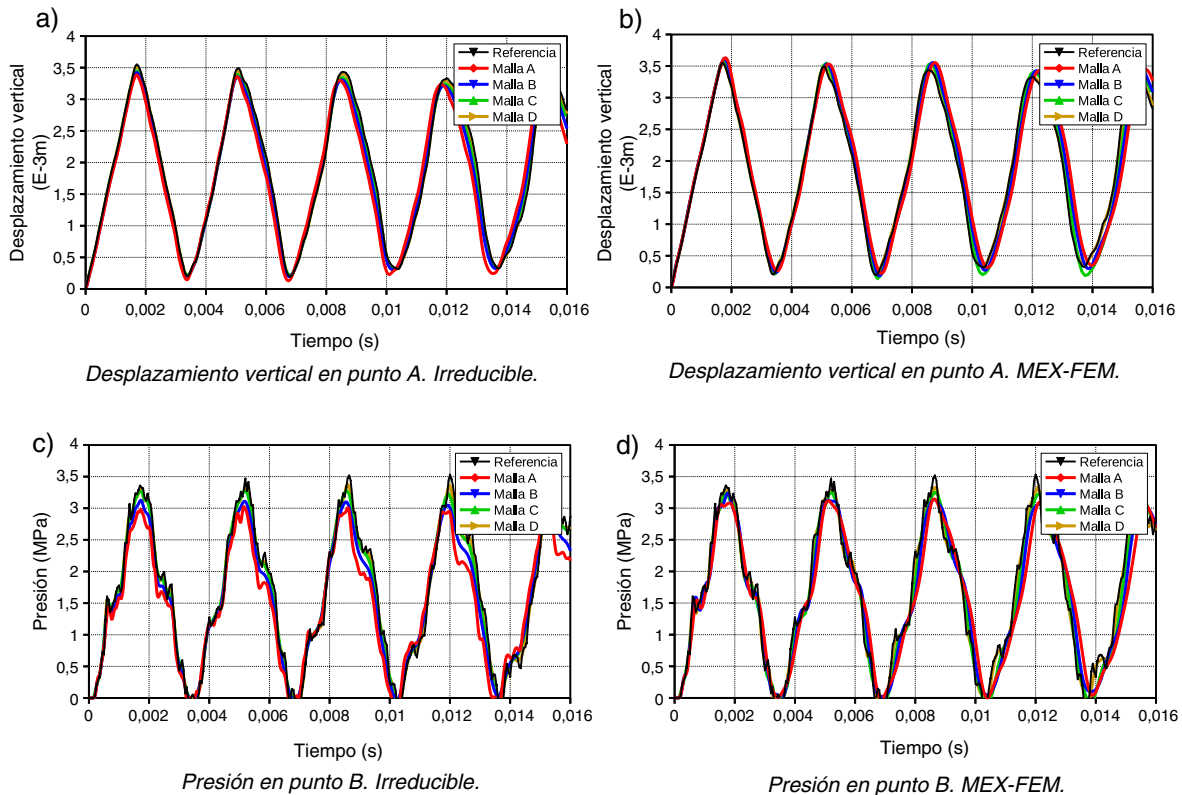 a)
Desplazamiento vertical
(E-3m)
4
3,5
3
2,5
2
1,5
1
0,5
0
0
0,002
0,004
0,006
0,008
0,01
0,012
0,014
0,016
Tiempo (s)
Referencia
Malla A
Malla B
Malla C
Malla D
Desplazamiento vertical en punto A. Irreducible.
b)
Desplazamiento vertical
(E-3m)
4
3,5
3
2,5
2
1,5
1
0,5
0
0
0,002
0,004
0,006
0,008
0,01
0,012
0,014
0,016
Tiempo (s)
Referencia
Malla A
Malla B
Malla C
Malla D
Desplazamiento vertical en punto A. MEX-FEM.
c)
Presión (MPa)
4
3,5
3
2,5
2
1,5
1
0,5
0
0
0,002
0,004
0,006
0,008
0,01
0,012
0,014
0,016
Tiempo (s)
Referencia
Malla A
Malla B
Malla C
Malla D
Presión en punto B. Irreducible.
d)
Presión (MPa)
4
3,5
3
2,5
2
1,5
1
0,5
0
0
0,002
0,004
0,006
0,008
0,01
0,012
0,014
0,016
Tiempo (s)
Referencia
Malla A
Malla B
Malla C
Malla D
Presión en punto B. MEX-FEM.